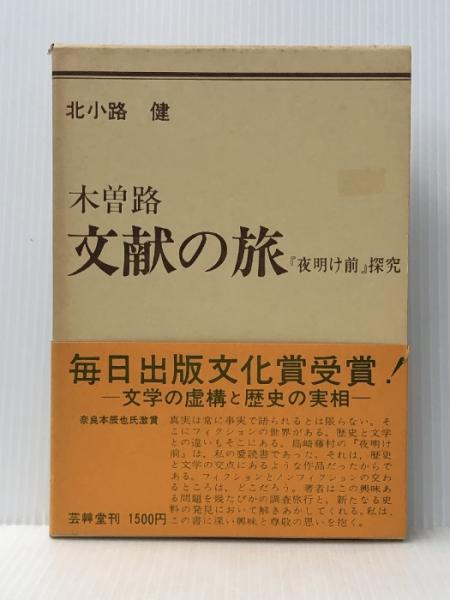 北小路 健
木曽路
文献の旅『夜明け前』探究
毎日出版文化賞受賞!
―文学の虚構と歴史の実相―
奈良本辰也氏激賞
真実は常に事実で語られるとは限らない。そ
こにフィクションの世界がある。歴史と文学
との違いもそこにある。島崎藤村の『夜明け
前』は、私の愛読書であった。それは、歴史
と文学の交点にあるような作品だったからで
ある。フィクションとノンフィクションの交わ
るところは、どこだろう。著者はこの興味あ
る問題を幾たびかの調査旅行と、新たなる史
料の発見において解きあかしてくれる。私は、
この書に深い興味と尊敬の思いを抱く。
芸艸堂刊 1500円